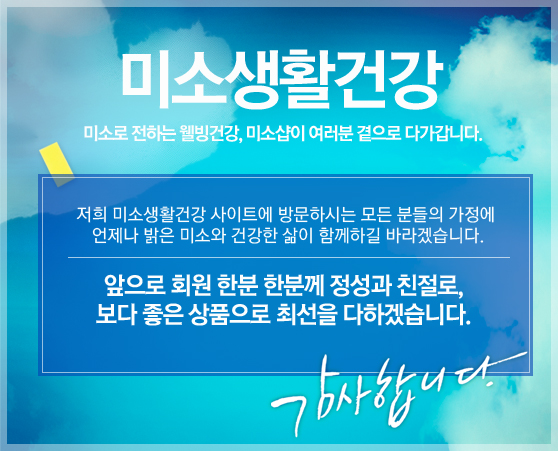 미소생활건강
미소로 전하는 웰빙건강, 미소샵이 여러분 곁으로 다가갑니다.
저희 미소생활건강 사이트에 방문하시는 모든 분들의 가정에
언제나 밝은 미소와 건강한 삶이 함께하길 바라겠습니다.
앞으로 회원 한분 한분께 정성과 친절로,
보다 좋은 상품으로 최선을 다하겠습니다.
감사합니다.